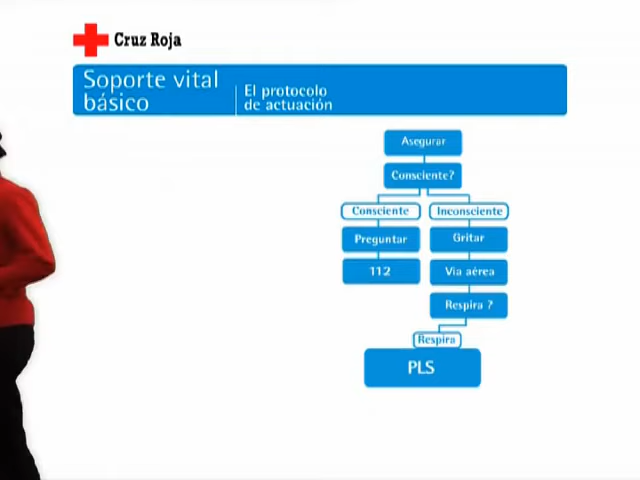 Cruz Roja
Soporte vital
básico
El protocolo
de actuación
Asegurar
Consciente?
Consciente
Inconsciente
Preguntar
Gritar
112
Via aérea
Respira ?
Respira
PLS